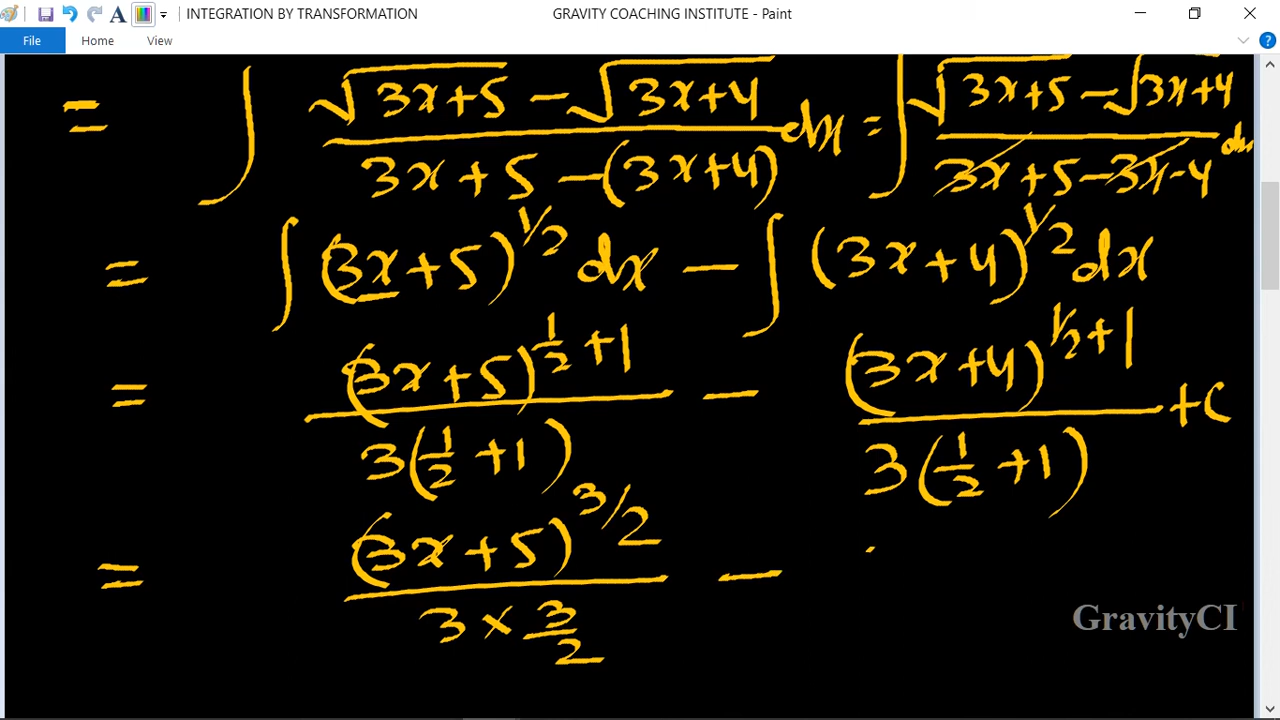 INTEGRATION BY TRANSFORMATION GRAVITY COACHING INSTITUTE - Paint
File Home View
= ∫ (√(3x+5) − √(3x+4))/(3x+5−(3x+4)) dx = ∫ (√(3x+5) − √(3x+4))/(3x+5−3x−4) dx
= ∫ (3x+5)^1/2 dx − ∫ (3x+4)^1/2 dx
= (3x+5)^(1/2+1)/(3(1/2+1)) − (3x+4)^(1/2+1)/(3(1/2+1)) + C
= (3x+5)^3/2/(3×3/2) −
GravityCI